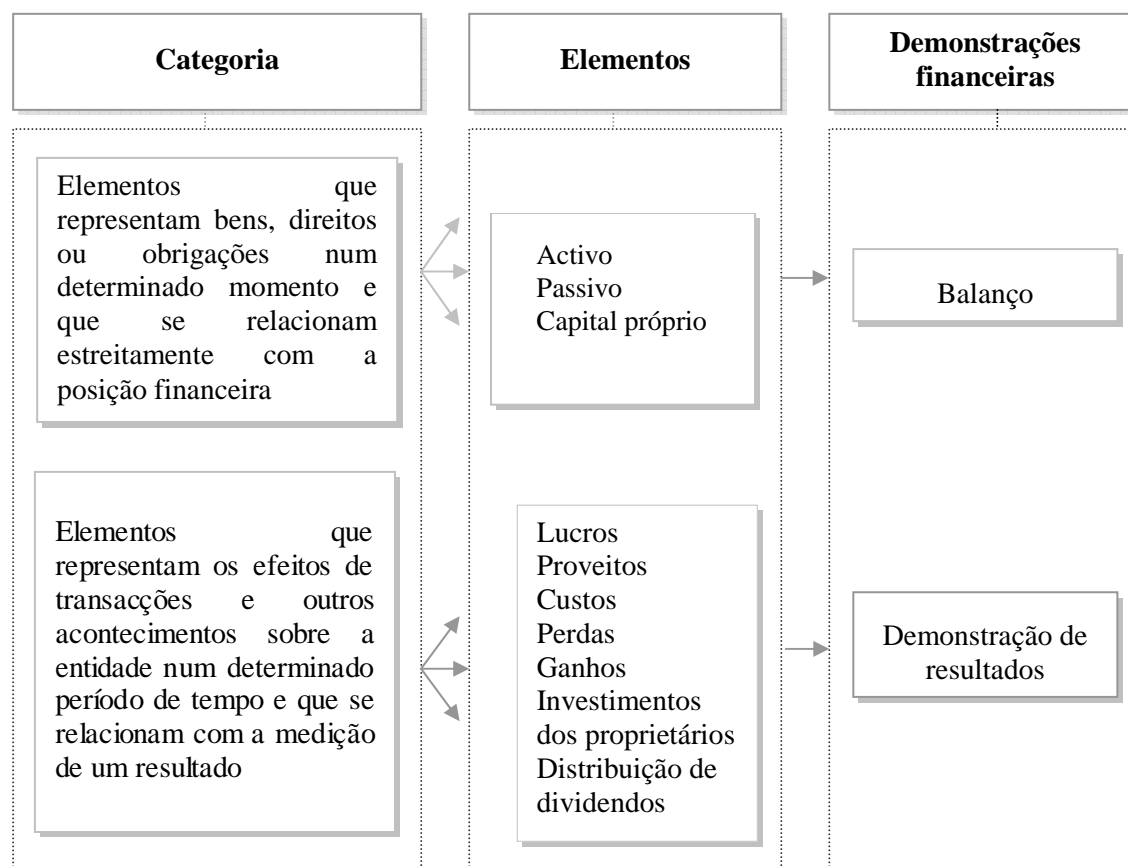 Categoria
Elementos
Demonstrações
financeiras
Elementos que
representam bens, direitos
ou obrigações num
determinado momento e
que se relacionam
estreitamente com a
posição financeira
Activo
Passivo
Capital próprio
Balanço
Elementos que
representam os efeitos de
transacções e outros
acontecimentos sobre a
entidade num determinado
período de tempo e que se
relacionam com a medição
de um resultado
Lucros
Proveitos
Custos
Perdas
Ganhos
Investimentos
dos proprietários
Distribuição de
dividendos
Demonstração de
resultados